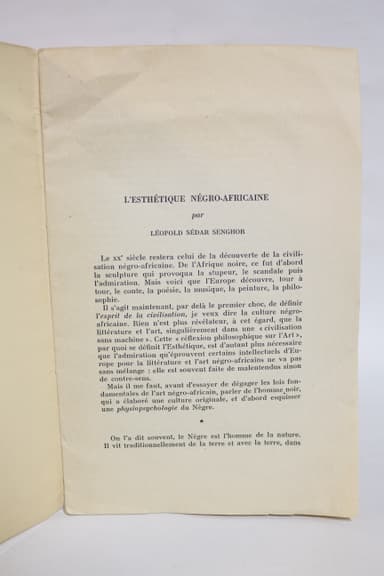 L'ESTHÉTIQUE NÉGRO-AFRICAINE
par
LÉOPOLD SÉDAR SENGHOR
Le XXe siècle restera celui de la découverte de la civili-
sation négro-africaine. De l'Afrique noire, ce fut d'abord
la sculpture qui provoqua la stupeur, le scandale puis
l'admiration. Mais voici que l'Europe découvre, tour à
tour, le conte, la poésie, la musique, la peinture, la philo-
sophie.
Il s'agit maintenant, par delà le premier choc, de définir
l'esprit de la civilisation, je veux dire la culture négro-
africaine. Rien n'est plus révélateur, à cet égard, que la
littérature et l'art, singulièrement dans une « civilisation
sans machine ». Cette « réflexion philosophique sur l'Art »,
par quoi se définit l'Esthétique, est d'autant plus nécessaire
que l'admiration qu'éprouvent certains intellectuels d'Eu-
rope pour la littérature et l'art négro-africains ne va pas
sans mélange : elle est souvent faite de malentendus sinon
de contre-sens.
Mais il me faut, avant d'essayer de dégager les lois fon-
damentales de l'art négro-africain, parler de l'homme noir,
qui a élaboré une culture originale, et d'abord esquisser
une physiopsychologie du Nègre.
*
On l'a dit souvent, le Nègre est l'homme de la nature.
Il vit traditionnellement de la terre et avec la terre, dans